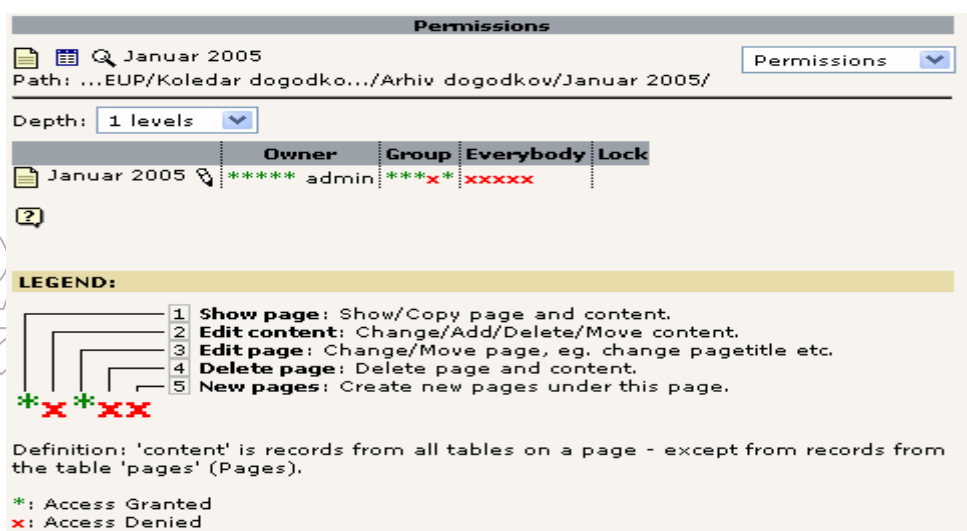 Permissions
Januar 2005
Permissions
Path: ...EUP/Koledar dogodko.../Arhiv dogodkov/Januar 2005/
Depth: 1 levels
Owner Group Everybody Lock
Januar 2005 ***** admin ***x* xxxxx
?
LEGEND:
1 Show page: Show/Copy page and content.
2 Edit content: Change/Add/Delete/Move content.
3 Edit page: Change/Move page, eg. change pagetitle etc.
4 Delete page: Delete page and content.
5 New pages: Create new pages under this page.
*x*xx
Definition: 'content' is records from all tables on a page - except from records from
the table 'pages' (Pages).
*: Access Granted
x: Access Denied